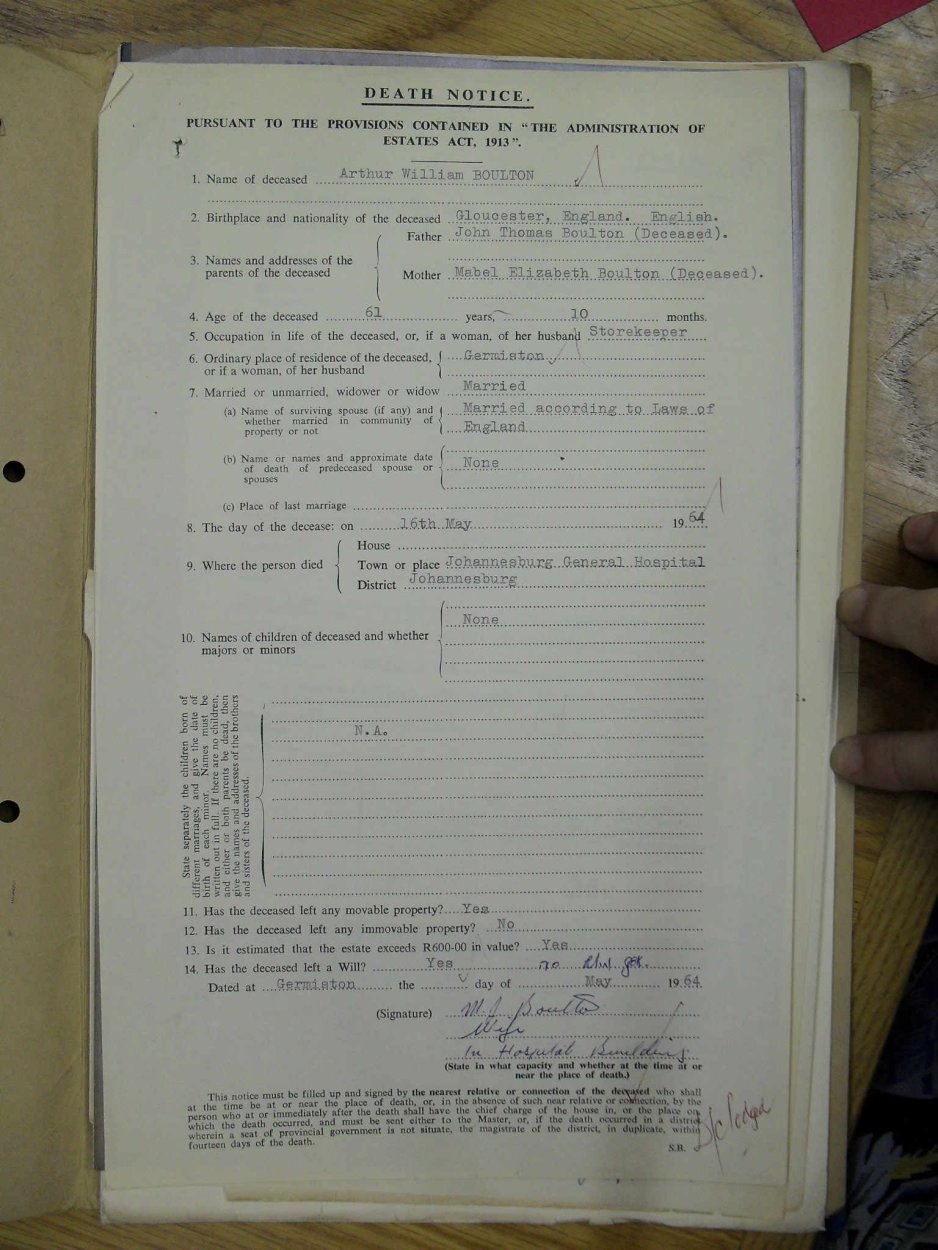 DEATH NOTICE.
PURSUANT TO THE PROVISIONS CONTAINED IN "THE ADMINISTRATION OF
ESTATES ACT, 1913".
1. Name of deceased Arthur William BOULTON
2. Birthplace and nationality of the deceased Gloucester, England. English.
3. Names and addresses of the parents of the deceased
Father John Thomas Boulton (Deceased).
Mother Mabel Elizabeth Boulton (Deceased).
4. Age of the deceased 61 years, 10 months.
5. Occupation in life of the deceased, or, if a woman, of her husband Storekeeper
6. Ordinary place of residence of the deceased, Germiston
or if a woman, of her husband
7. Married or unmarried, widower or widow Married
(a) Name of surviving spouse (if any) and Married according to Laws of
whether married in community of England
property or not
(b) Name or names and approximate date
of death of predeceased spouse or None
spouses
(c) Place of last marriage
8. The day of the decease: on 16th May 1964
House
9. Where the person died Town or place Johannesburg General Hospital
District Johannesburg
None
10. Names of children of deceased and whether
majors or minors
State separately the children born of
different marriages, and give the date of
birth of each minor. Names must be
written out in full. If there are no children,
and either or both parents be dead, then
give the names and addresses of the brothers
and sisters of the deceased.
N.A.
11. Has the deceased left any movable property? Yes
12. Has the deceased left any immovable property? No
13. Is it estimated that the estate exceeds R600-00 in value? Yes
14. Has the deceased left a Will? Yes
Dated at Germiston the day of May 1964
(Signature) M.J. Boulton
Wife
In Hospital Building
(State in what capacity and whether at the time at or
near the place of death.)
This notice must be filled up and signed by the nearest relative or connection of the deceased who shall
at the time be at or near the place of death, or, in the absence of such near relative or connection, by the
person who at or immediately after the death shall have the chief charge of the house in, or the place on
which the death occurred, and must be sent either to the Master, or, if the death occurred in a district
wherein a seat of provincial government is not situate, the magistrate of the district, in duplicate, within
fourteen days of the death.
S.B.